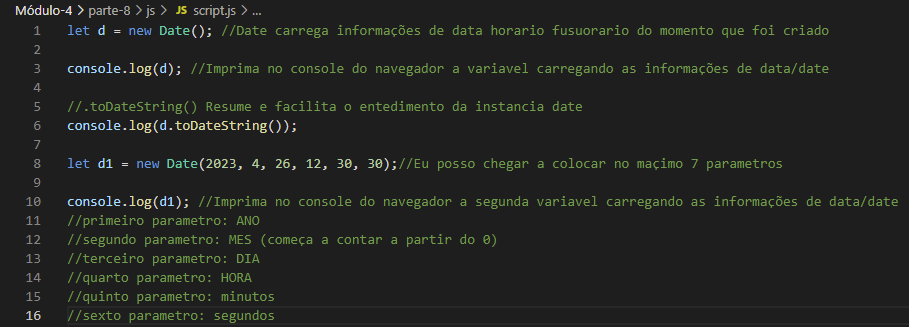 Módulo-4 > parte-8 > js > JS script.js > ...
1 let d = new Date(); //Date carrega informações de data horario fusuorario do momento que foi criado
2
3 console.log(d); //Imprima no console do navegador a variavel carregando as informações de data/date
4
5 //.toDateString() Resume e facilita o entedimento da instancia date
6 console.log(d.toDateString());
7
8 let d1 = new Date(2023, 4, 26, 12, 30, 30);//Eu posso chegar a colocar no maçimo 7 parametros
9
10 console.log(d1); //Imprima no console do navegador a segunda variavel carregando as informações de data/date
11 //primeiro parametro: ANO
12 //segundo parametro: MES (começa a contar a partir do 0)
13 //terceiro parametro: DIA
14 //quarto parametro: HORA
15 //quinto parametro: minutos
16 //sexto parametro: segundos